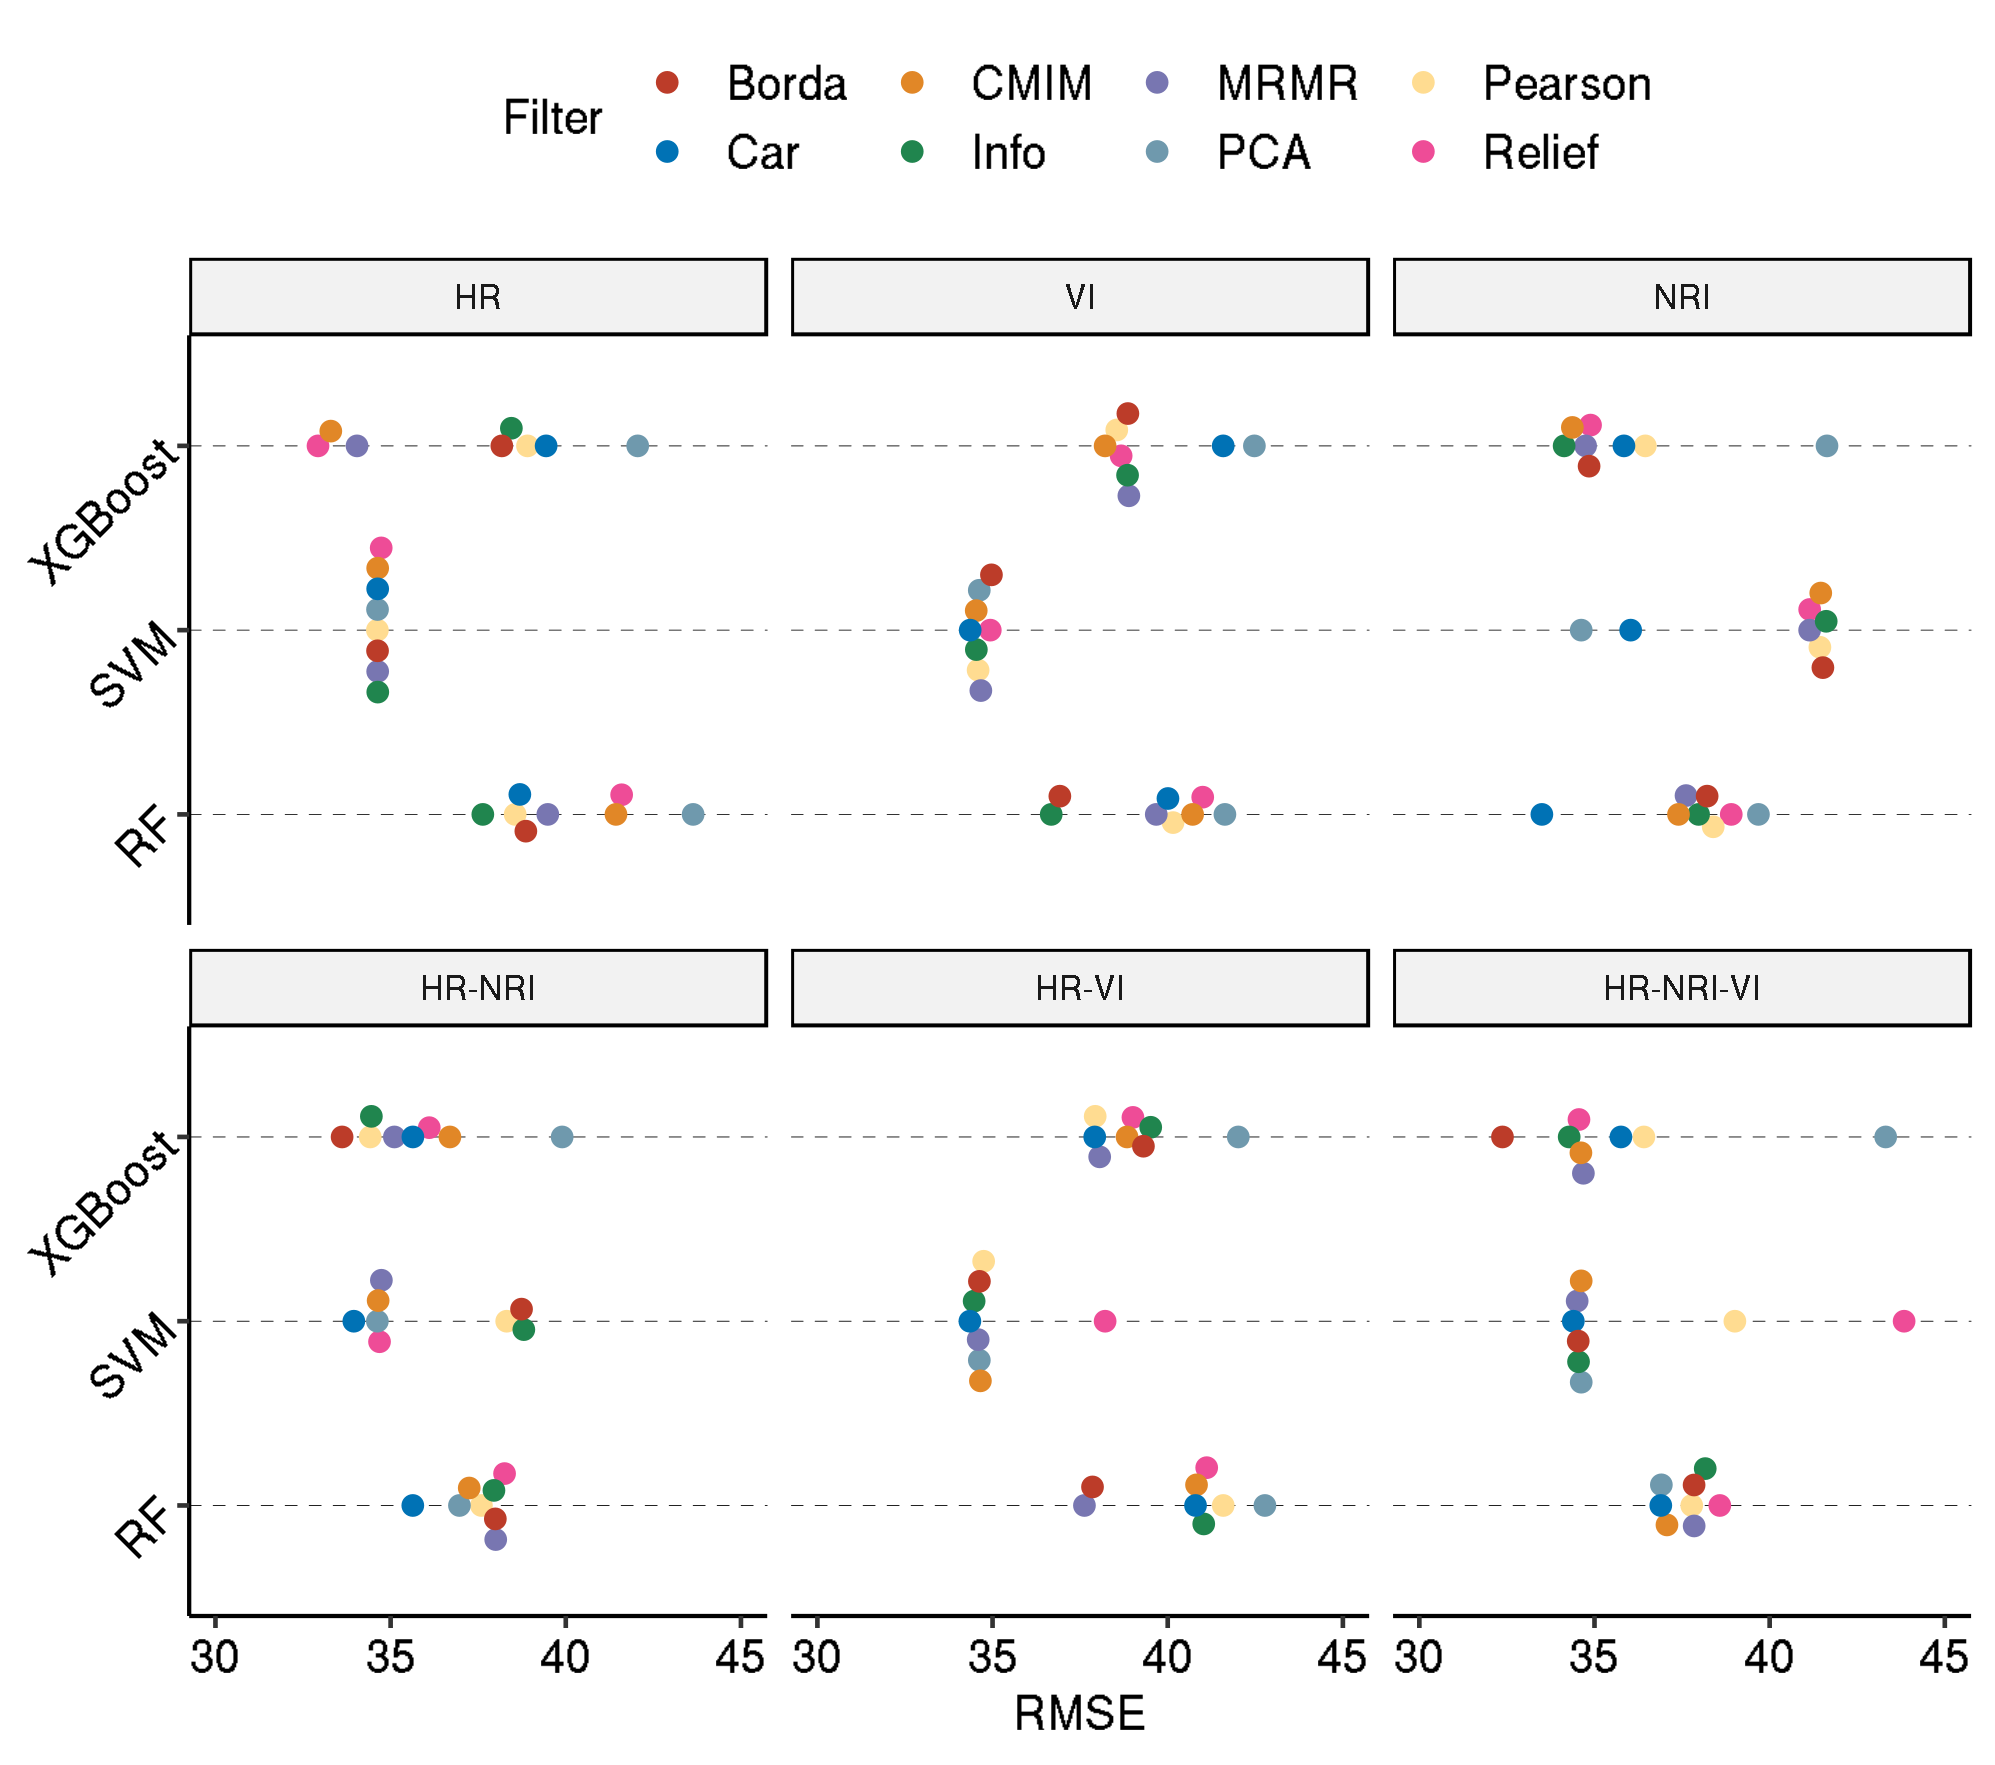 Filter
Borda CMIM MRMR Pearson
Car Info PCA Relief
HR VI NRI
XGBoost
SVM
RF
HR-NRI HR-VI HR-NRI-VI
XGBoost
SVM
RF
30 35 40 45 30 35 40 45 30 35 40 45
RMSE